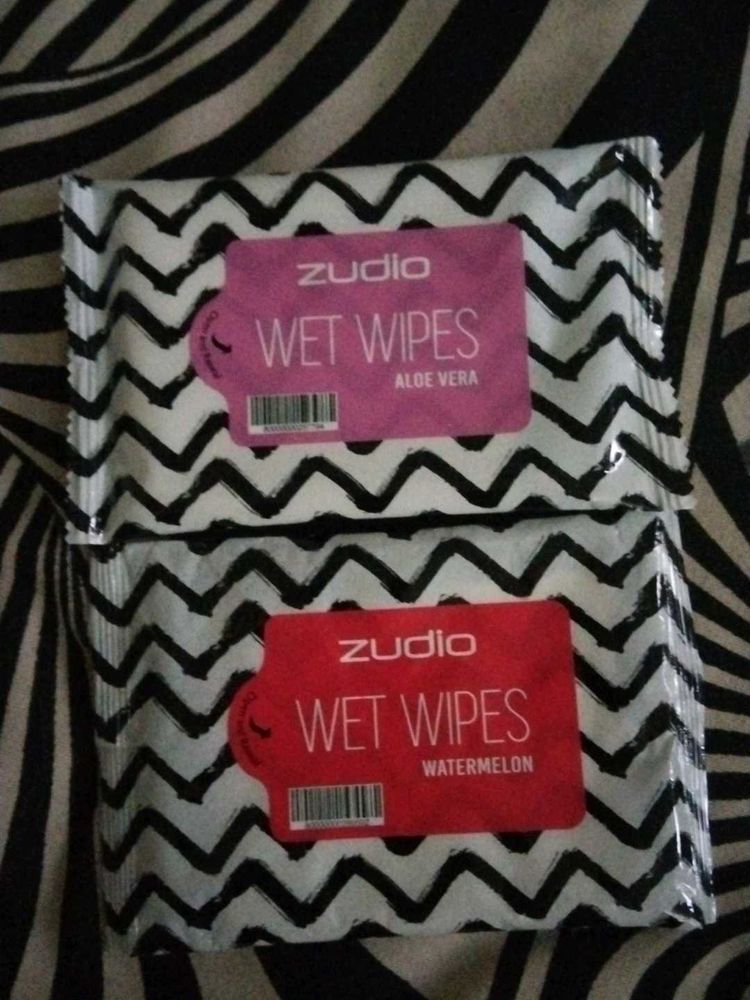 zudio
WET WIPES
ALOE VERA
zudio
WET WIPES
WATERMELON